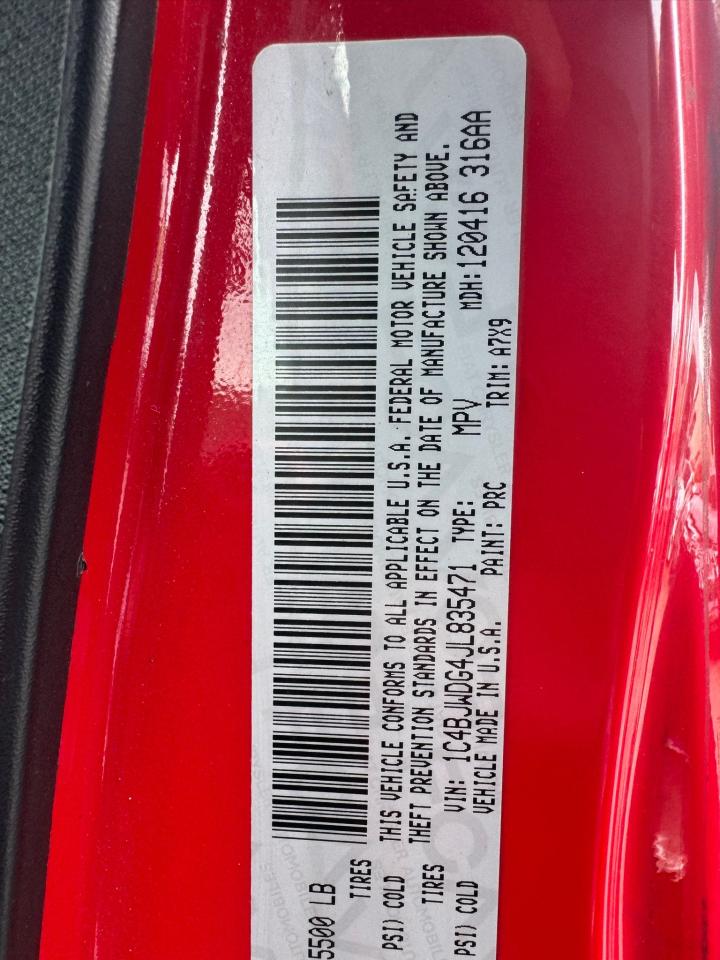 5500 LB
TIRES
PSI) COLD
THIS VEHICLE CONFORMS TO ALL APPLICABLE U.S.A. FEDERAL MOTOR VEHICLE SAFETY AND
THEFT PREVENTION STANDARDS IN EFFECT ON THE DATE OF MANUFACTURE SHOWN ABOVE.
TIRES
VIN: 1C4BJWDG4JL835471 TYPE: MPV MDH:120416 316AA
PSI) COLD
VEHICLE MADE IN U.S.A. PAINT: PRC TRIM: A7X9